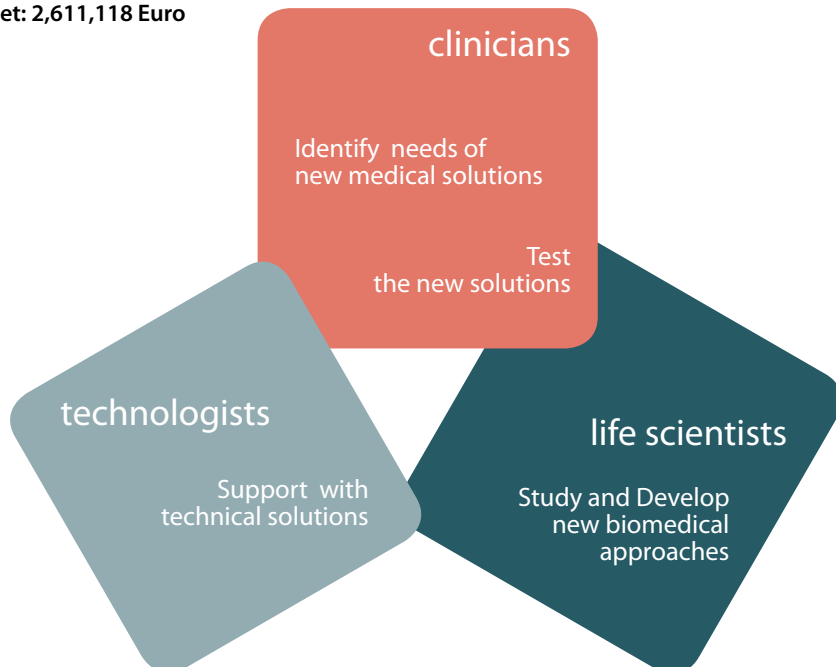 et: 2,611,118 Euro
clinicians
Identify needs of
new medical solutions
Test
the new solutions
technologists
Support with
technical solutions
life scientists
Study and Develop
new biomedical
approaches